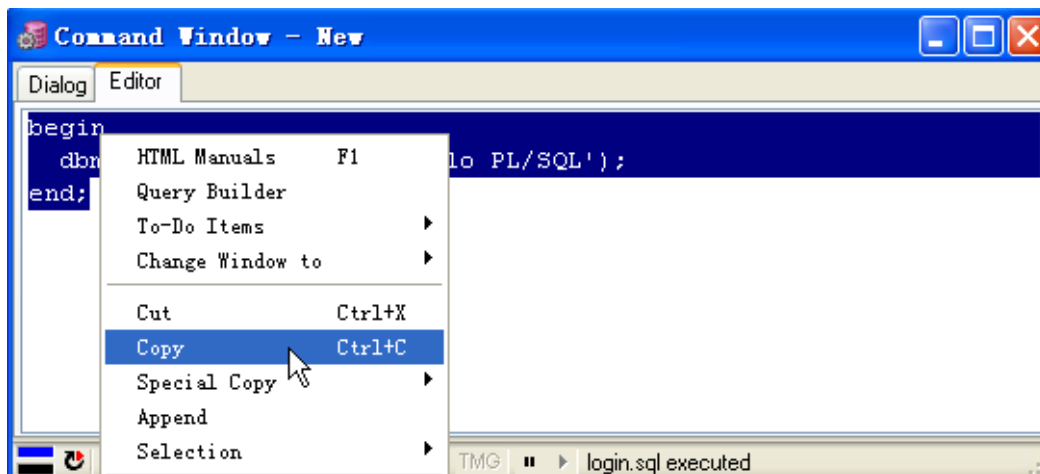 Command Window - New
Dialog Editor
begin
dbm lo PL/SQL');
end;
HTML Manuals F1
Query Builder
To-Do Items
Change Window to
Cut Ctrl+X
Copy Ctrl+C
Special Copy
Append
Selection
TMG login.sql executed